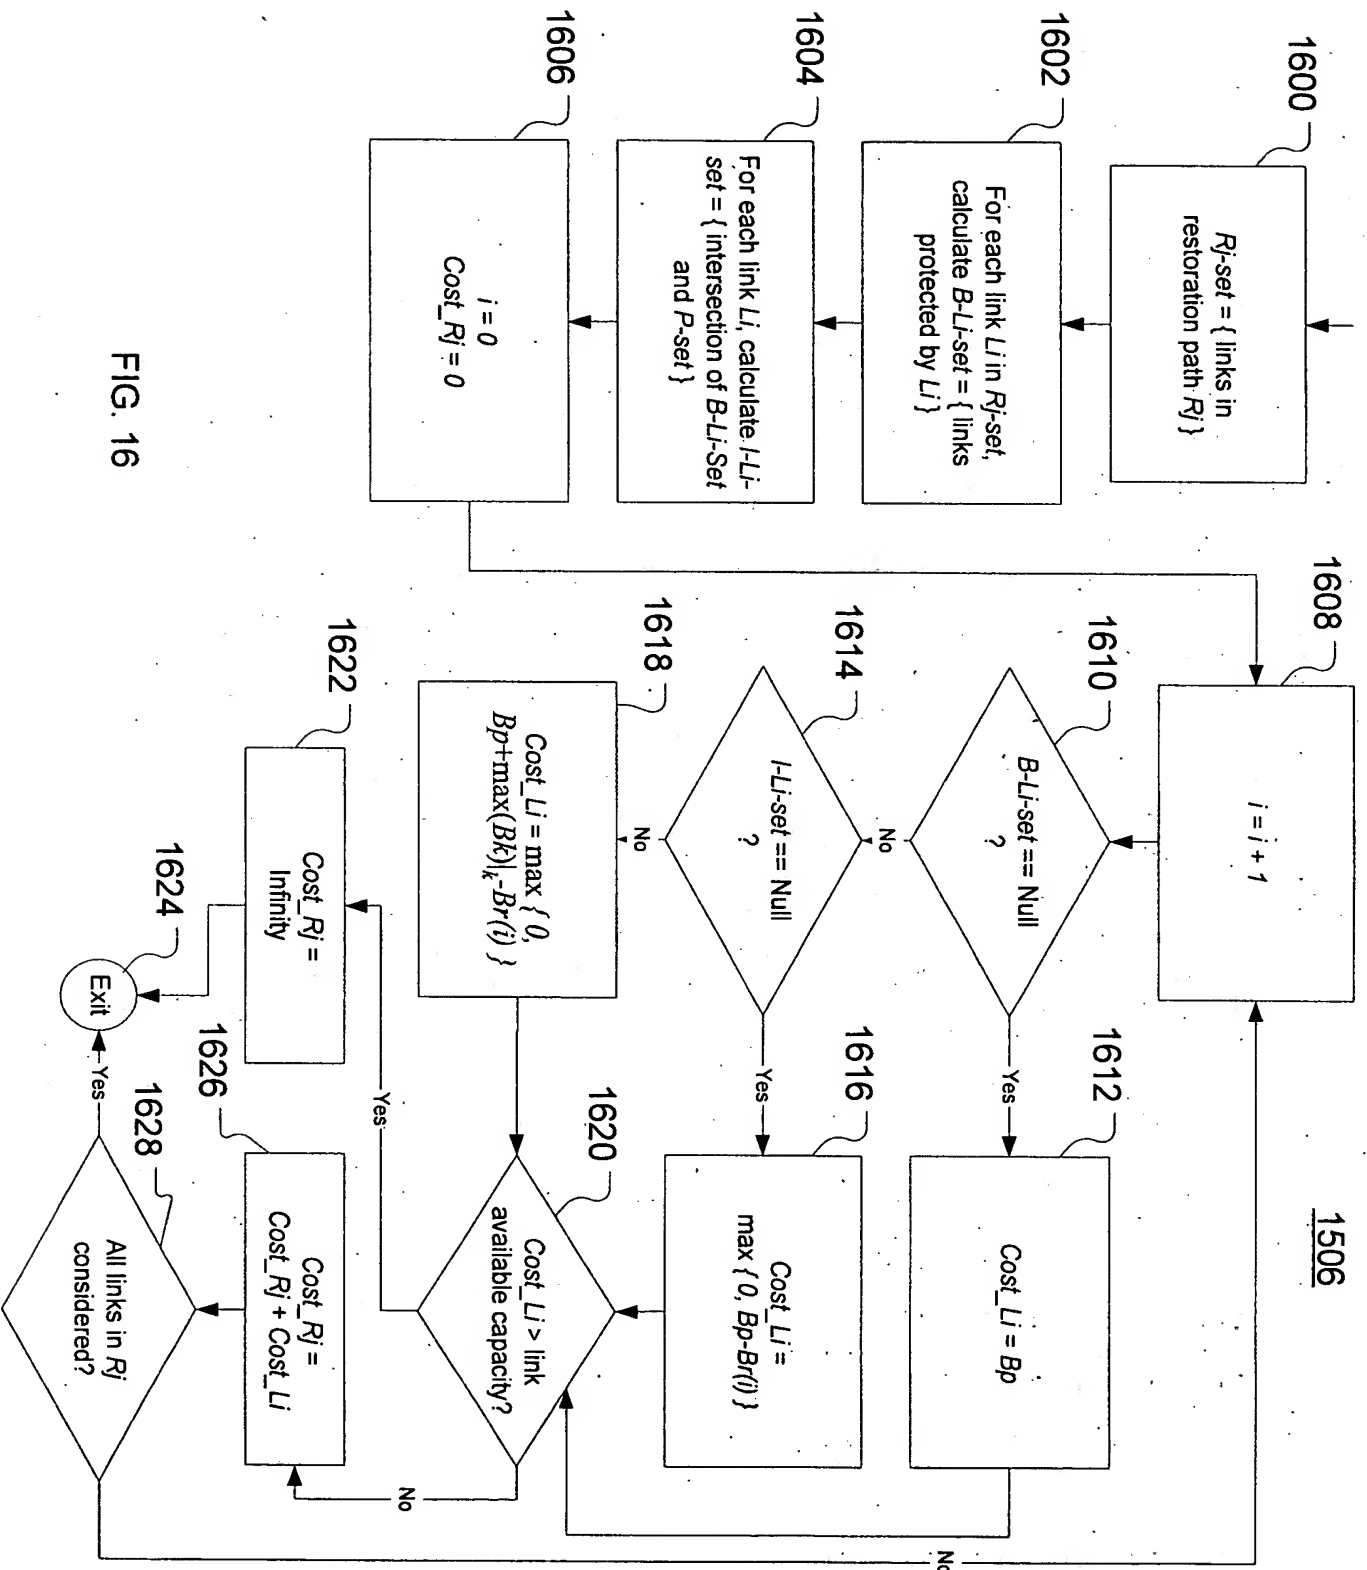 1506
1600
Rj-set = { links in
restoration path Rj }
1602
For each link Li in Rj-set,
calculate B-Li-set = { links
protected by Li }
1604
For each link Li, calculate I-Li-
set = { intersection of B-Li-Set
and P-set }
1606
i = 0
Cost_Rj = 0
1608
i = i + 1
1610
B-Li-set == Null
?
Yes
No
1612
Cost_Li = Bp
1614
I-Li-set == Null
?
Yes
No
1616
Cost_Li =
max { 0, Bp-Br(i) }
1618
Cost_Li = max { 0,
Bp+max(Bk)|k-Br(i) }
1620
Cost_Li > link
available capacity?
Yes
No
1622
Cost_Rj =
Infinity
1624
Exit
1626
Cost_Rj =
Cost_Rj + Cost_Li
1628
All links in Rj
considered?
Yes
No
FIG. 16